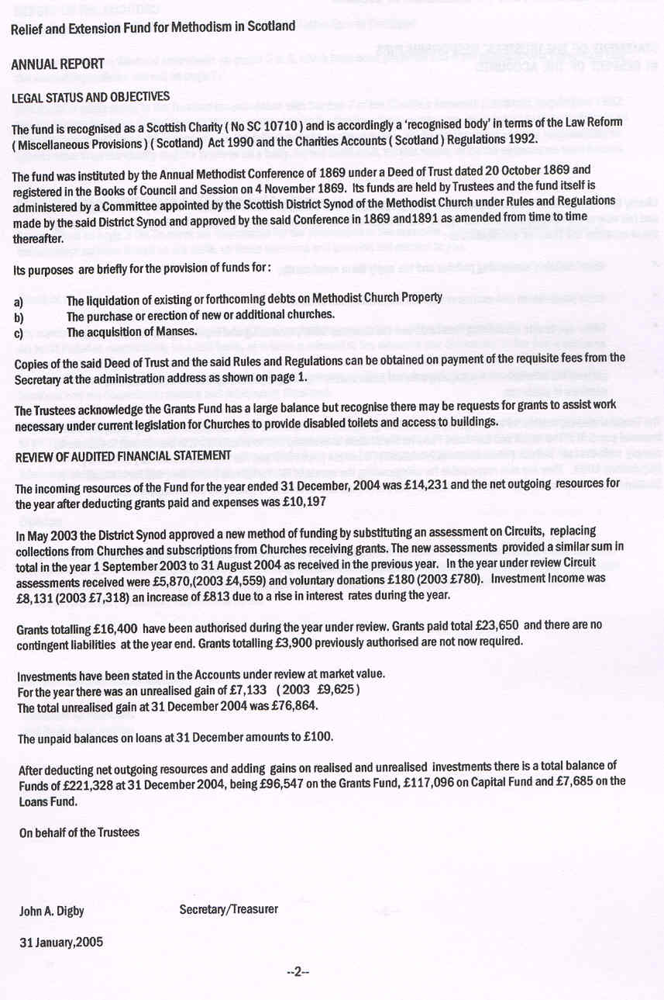 Relief and Extension Fund for Methodism in Scotland
ANNUAL REPORT
LEGAL STATUS AND OBJECTIVES
The fund is recognised as a Scottish Charity ( No SC 10710 ) and is accordingly a 'recognised body' in terms of the Law Reform
( Miscellaneous Provisions ) ( Scotland) Act 1990 and the Charities Accounts ( Scotland ) Regulations 1992.
The fund was instituted by the Annual Methodist Conference of 1869 under a Deed of Trust dated 20 October 1869 and
registered in the Books of Council and Session on 4 November 1869. Its funds are held by Trustees and the fund itself is
administered by a Committee appointed by the Scottish District Synod of the Methodist Church under Rules and Regulations
made by the said District Synod and approved by the said Conference in 1869 and1891 as amended from time to time
thereafter.
Its purposes are briefly for the provision of funds for :
a) The liquidation of existing or forthcoming debts on Methodist Church Property
b) The purchase or erection of new or additional churches.
c) The acquisition of Manses.
Copies of the said Deed of Trust and the said Rules and Regulations can be obtained on payment of the requisite fees from the
Secretary at the administration address as shown on page 1.
The Trustees acknowledge the Grants Fund has a large balance but recognise there may be requests for grants to assist work
necessary under current legislation for Churches to provide disabled toilets and access to buildings.
REVIEW OF AUDITED FINANCIAL STATEMENT
The incoming resources of the Fund for the year ended 31 December, 2004 was £14,231 and the net outgoing resources for
the year after deducting grants paid and expenses was £10,197
In May 2003 the District Synod approved a new method of funding by substituting an assessment on Circuits, replacing
collections from Churches and subscriptions from Churches receiving grants. The new assessments provided a similar sum in
total in the year 1 September 2003 to 31 August 2004 as received in the previous year. In the year under review Circuit
assessments received were £5,870,(2003 £4,559) and voluntary donations £180 (2003 £780). Investment Income was
£8,131 (2003 £7,318) an increase of £813 due to a rise in interest rates during the year.
Grants totalling £16,400 have been authorised during the year under review. Grants paid total £23,650 and there are no
contingent liabilities at the year end. Grants totalling £3,900 previously authorised are not now required.
Investments have been stated in the Accounts under review at market value.
For the year there was an unrealised gain of £7,133 ( 2003 £9,625 )
The total unrealised gain at 31 December 2004 was £76,864.
The unpaid balances on loans at 31 December amounts to £100.
After deducting net outgoing resources and adding gains on realised and unrealised investments there is a total balance of
Funds of £221,328 at 31 December 2004, being £96,547 on the Grants Fund, £117,096 on Capital Fund and £7,685 on the
Loans Fund.
On behalf of the Trustees
John A. Digby Secretary/Treasurer
31 January,2005
--2--